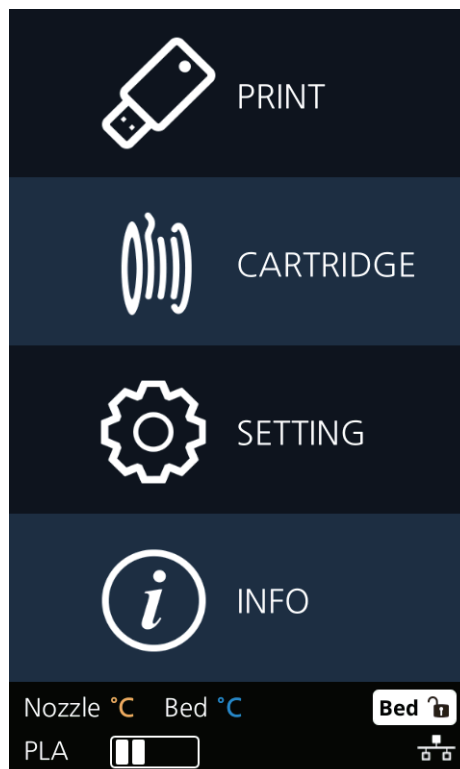 PRINT
CARTRIDGE
SETTING
INFO
Nozzle °C Bed °C Bed
PLA